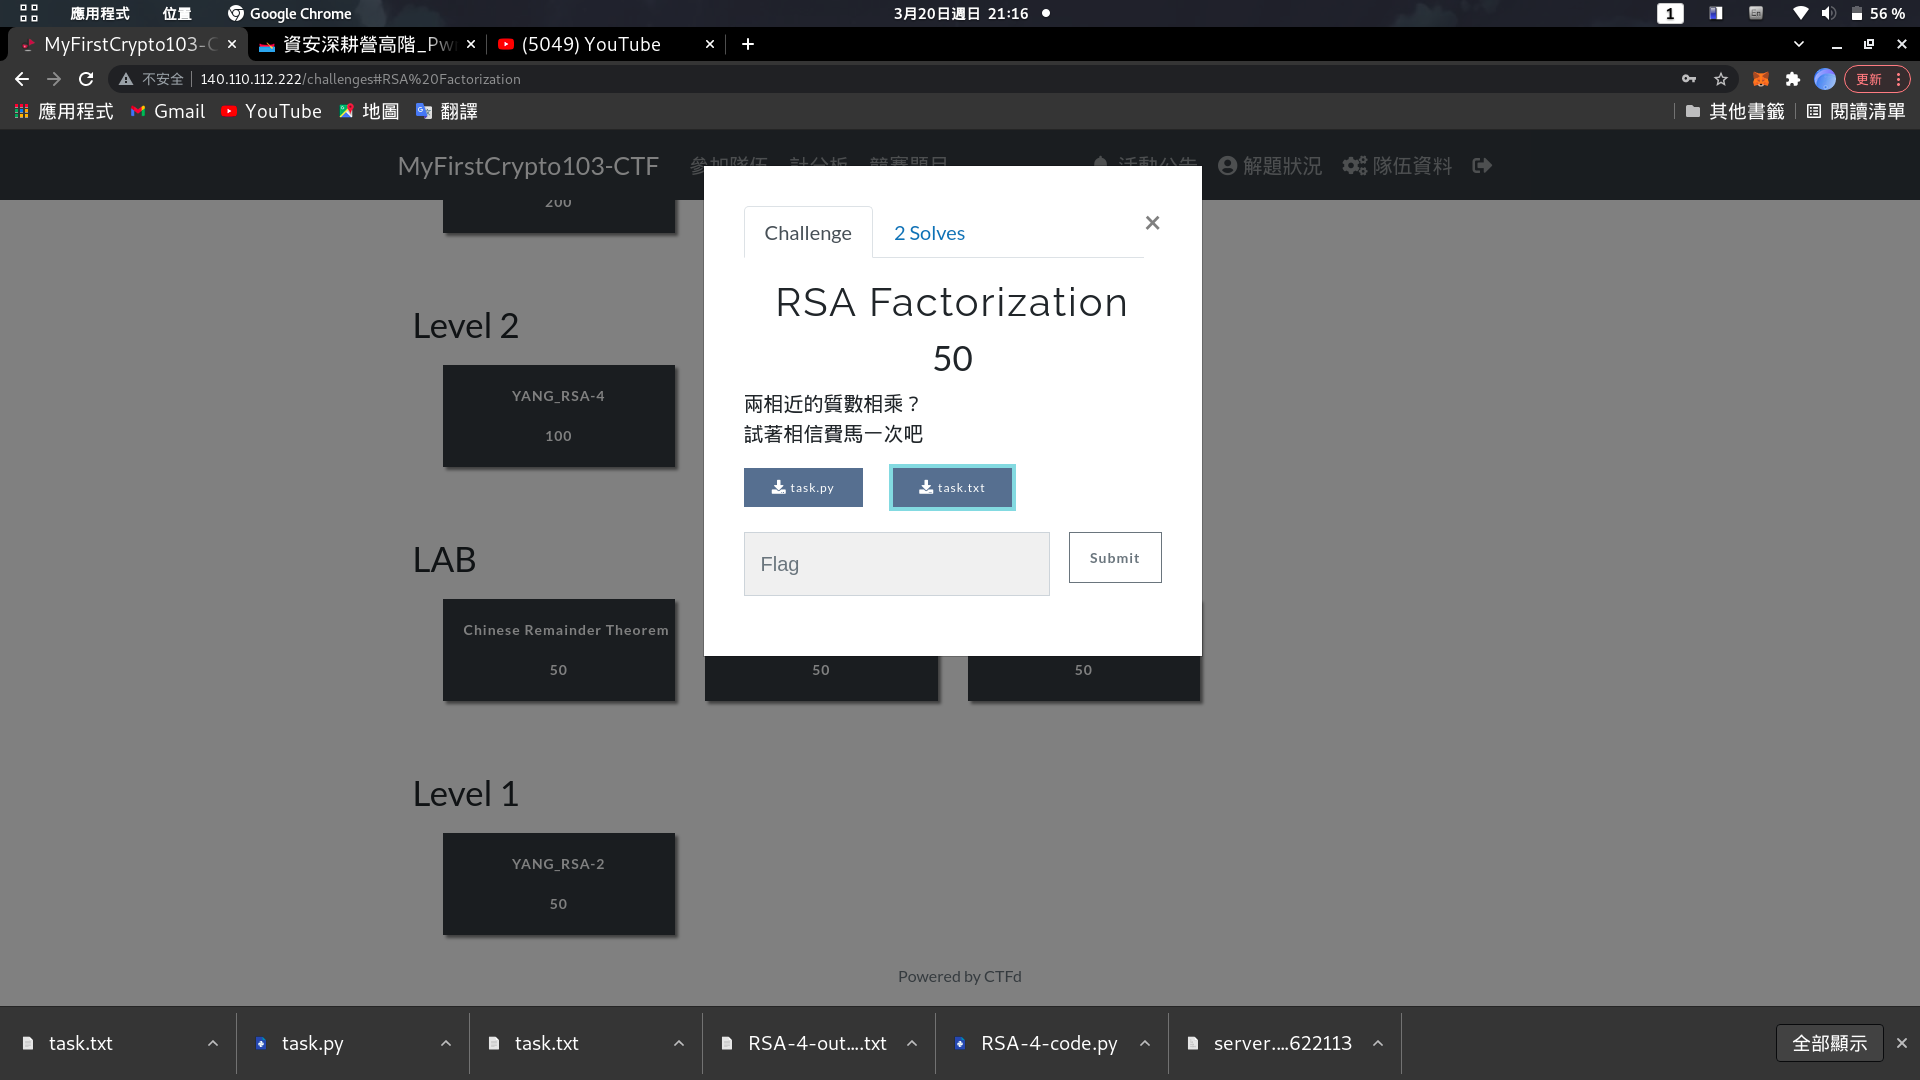 應用程式 位置 Google Chrome 3月20日週日 21:16 1 En 56 %
MyFirstCrypto103-C 資安深耕營高階_Pw (5049) YouTube
不安全 140.110.112.222/challenges#RSA%20Factorization 更新
應用程式 Gmail YouTube 地圖 翻譯 其他書籤 閱讀清單
MyFirstCrypto103-CTF 參加隊伍 計分板 競賽題目 活動公告 解題狀況 隊伍資料
200
Challenge 2 Solves ×
RSA Factorization
50
兩相近的質數相乘？
試著相信費馬一次吧
task.py task.txt
Flag Submit
Level 2
YANG_RSA-4
100
LAB
Chinese Remainder Theorem
50 50 50
Level 1
YANG_RSA-2
50
Powered by CTFd
task.txt task.py task.txt RSA-4-out....txt RSA-4-code.py server....622113 全部顯示